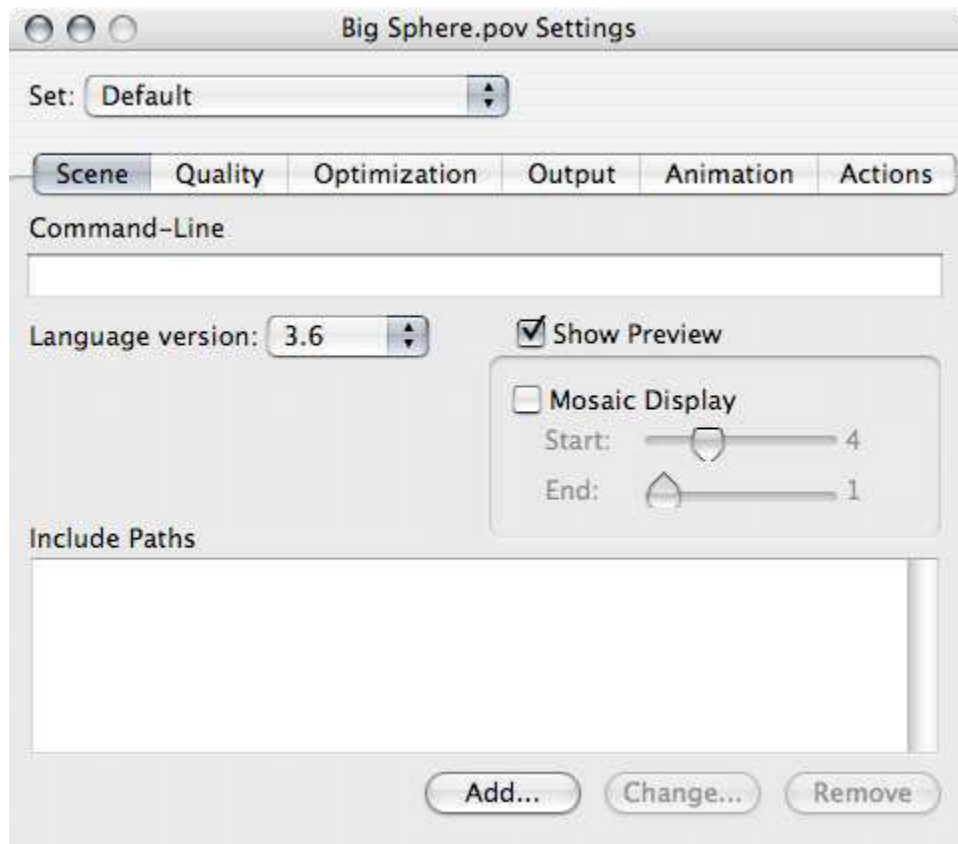 Big Sphere.pov Settings
Set: Default
Scene Quality Optimization Output Animation Actions
Command-Line
Language version: 3.6
Show Preview
Mosaic Display
Start: 4
End: 1
Include Paths
Add... Change... Remove